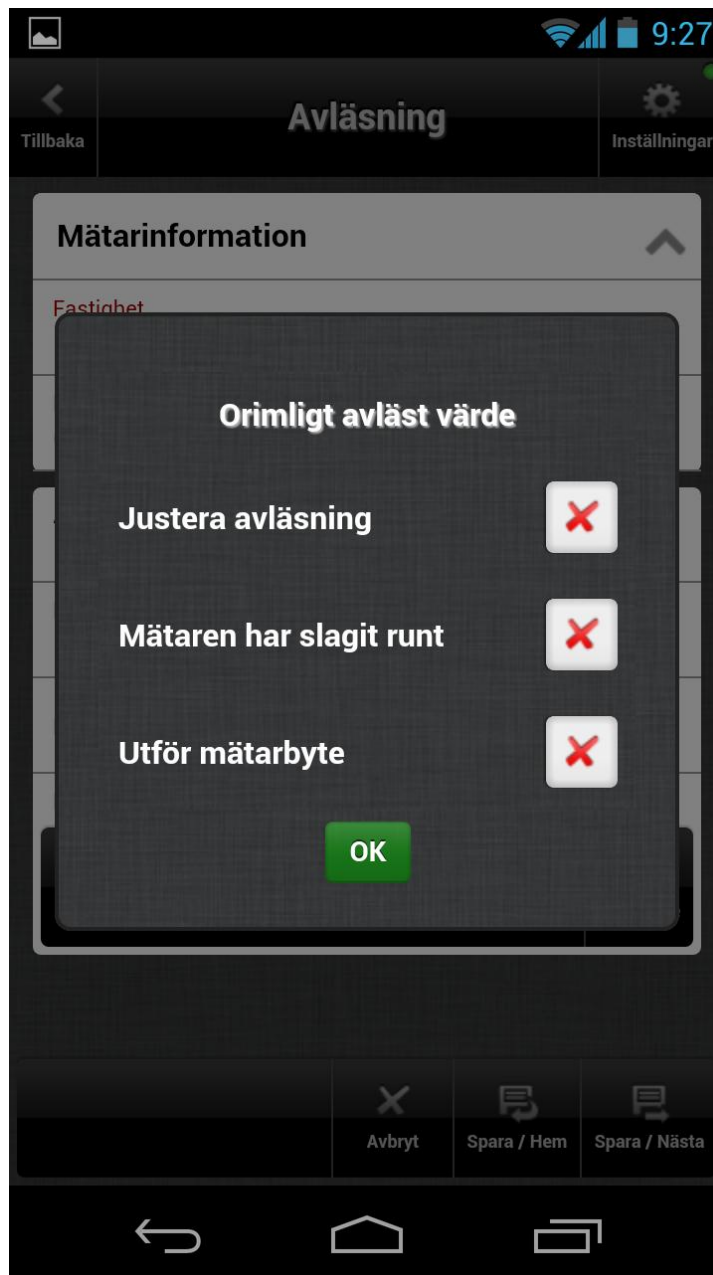 9:27
Tillbaka
Avläsning
Inställningar
Mätarinformation
Fastighet
Orimligt avläst värde
Justera avläsning
Mätaren har slagit runt
Utför mätarbyte
OK
Avbryt
Spara / Hem
Spara / Nästa